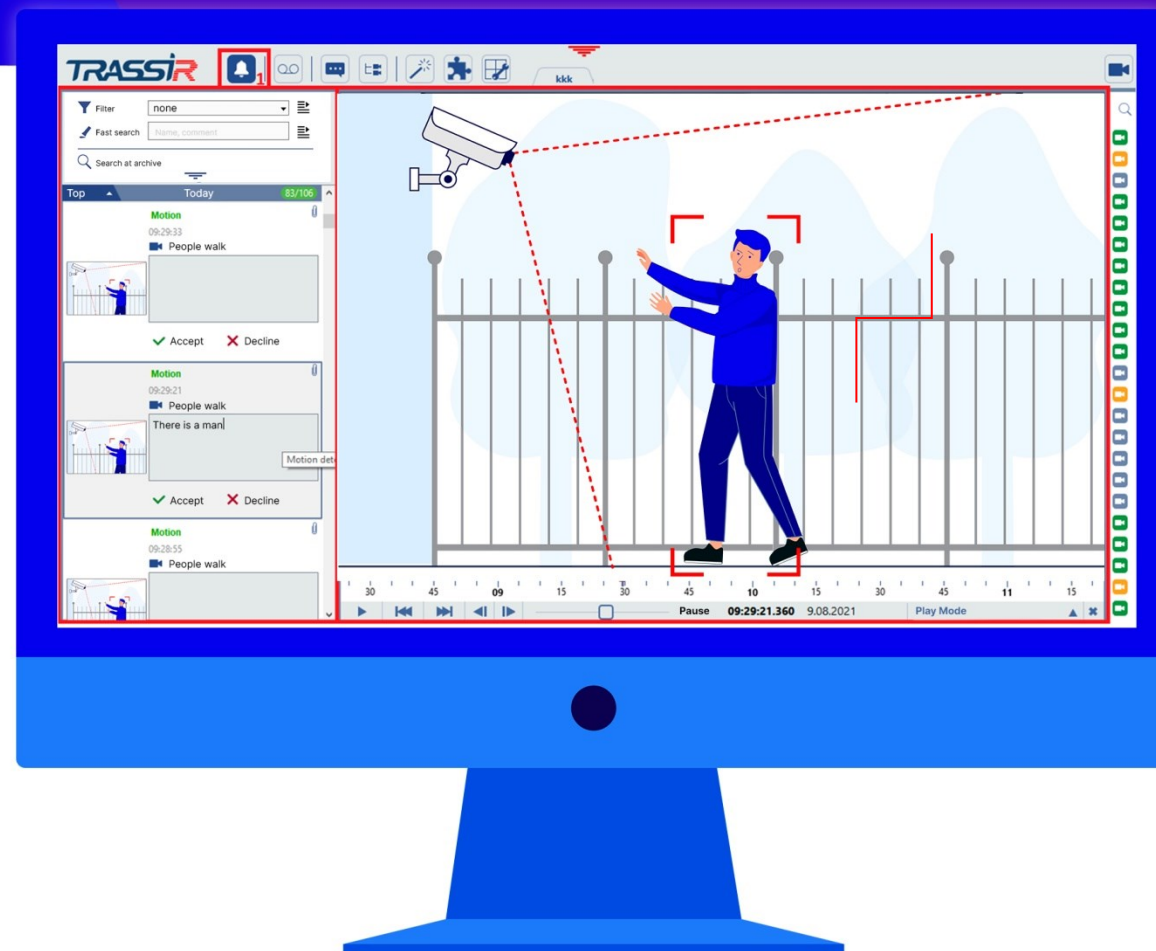 TRASSIR
1
kkk
Filter
none
Fast search
Name, comment
Search at archive
Top
Today
83/106
Motion
09:29:33
People walk
Accept
Decline
Motion
09:29:21
People walk
There is a man
Motion dete
Accept
Decline
Motion
09:28:55
People walk
30 45 09 15 30 45 10 15 30 45 11 15
Pause 09:29:21.360 9.08.2021 Play Mode